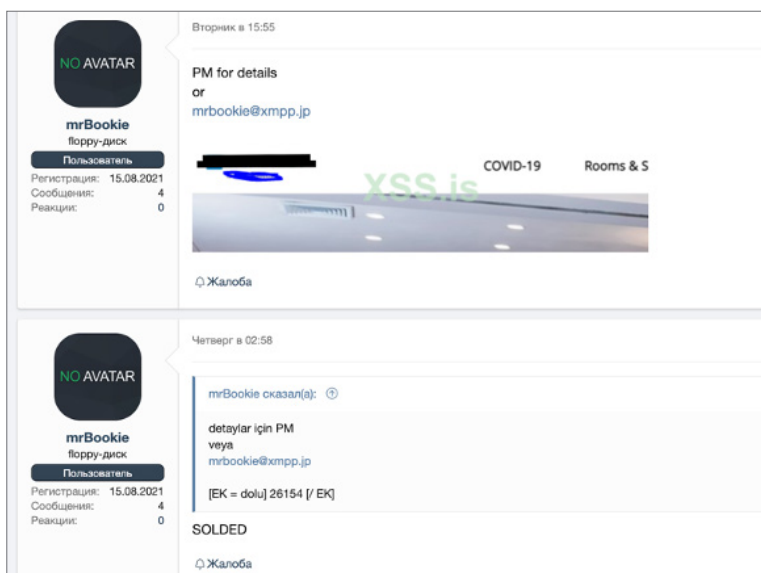 Вторник в 15:55
NO AVATAR
mrBookie
floppy-диск
Пользователь
Регистрация: 15.08.2021
Сообщения: 4
Реакции: 0
PM for details
or
mrbookie@xmpp.jp
COVID-19 Rooms & S
XSS.is
Жалоба
Четверг в 02:58
NO AVATAR
mrBookie
floppy-диск
Пользователь
Регистрация: 15.08.2021
Сообщения: 4
Реакции: 0
mrBookie сказал(а):
detaylar için PM
veya
mrbookie@xmpp.jp
[EK = dolu] 26154 [/ EK]
SOLDED
Жалоба